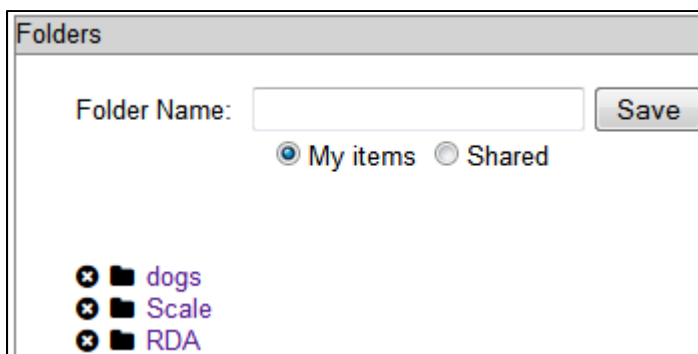 Folders
Folder Name: Save
My items Shared
dogs
Scale
RDA